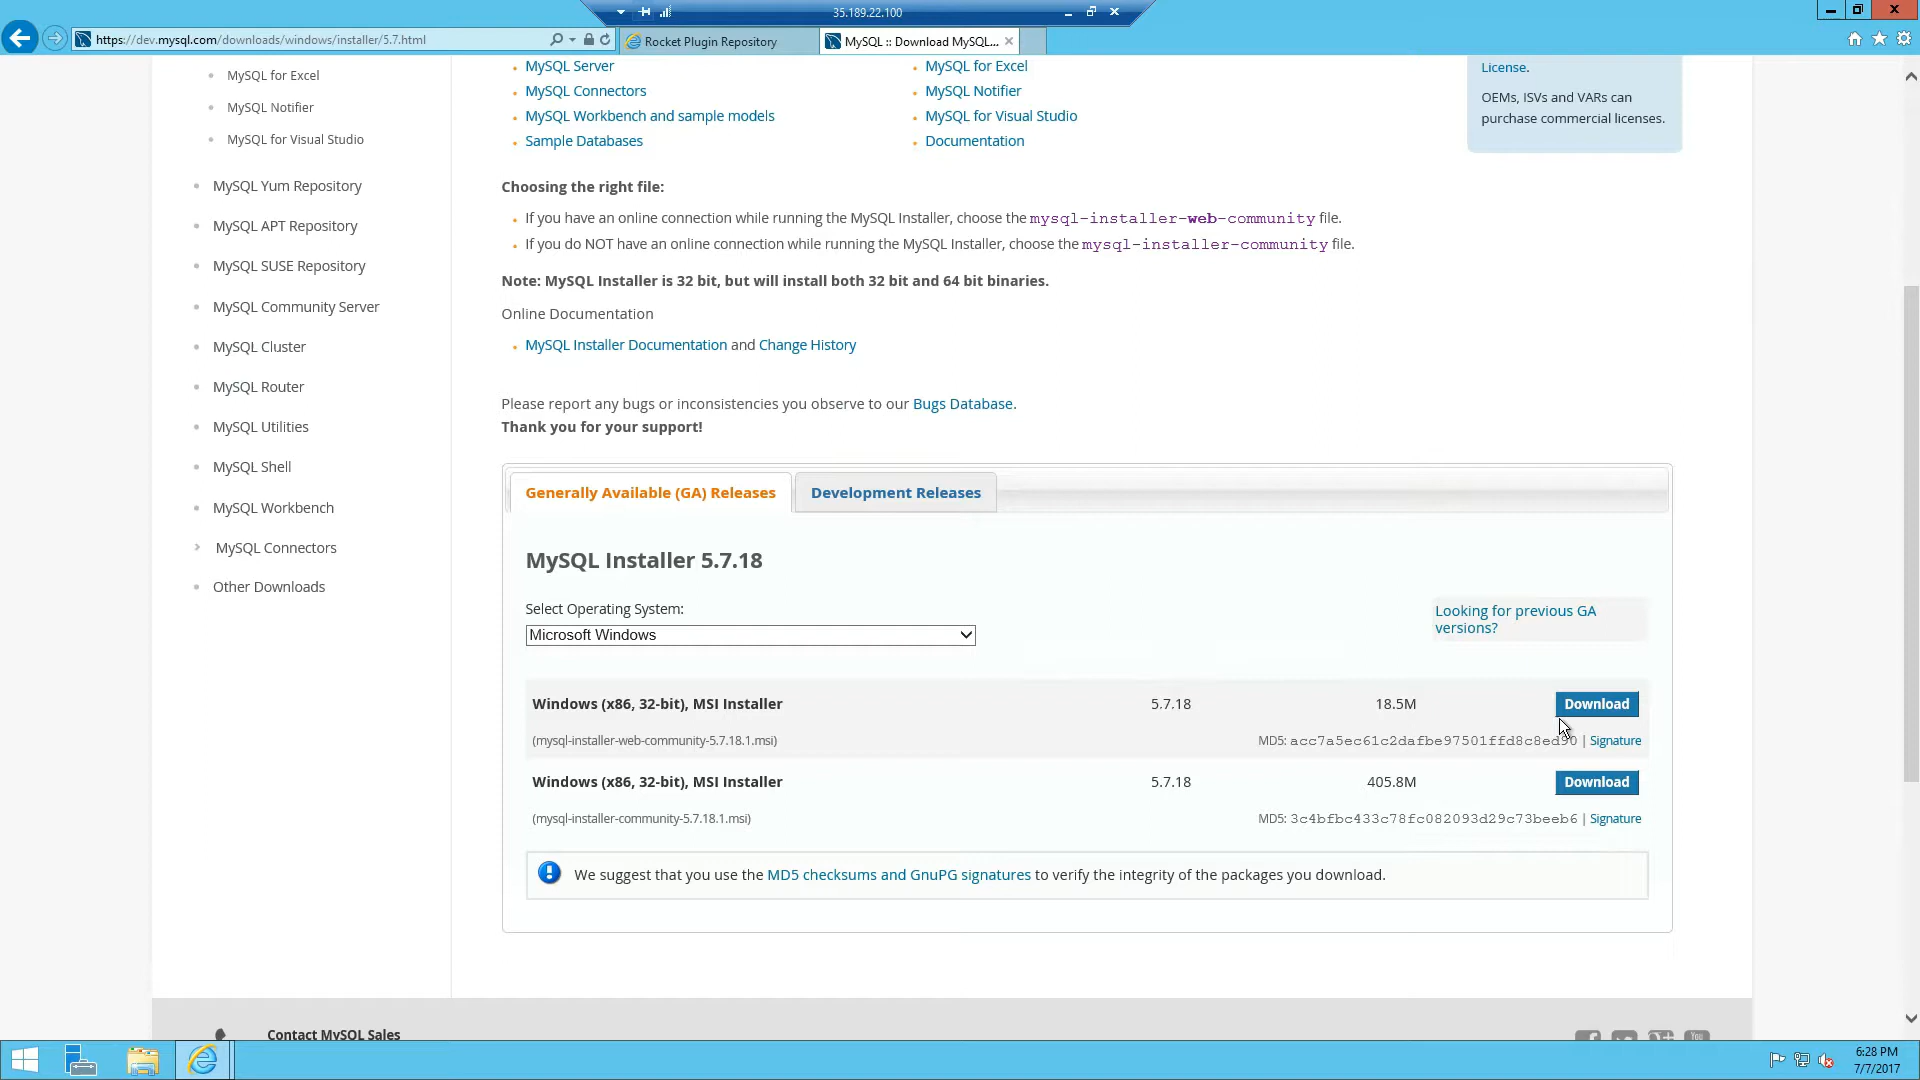 35.189.22.100
https://dev.mysql.com/downloads/windows/installer/5.7.html
Rocket Plugin Repository
MySQL :: Download MySQL...
MySQL for Excel
MySQL Notifier
MySQL for Visual Studio
MySQL Yum Repository
MySQL APT Repository
MySQL SUSE Repository
MySQL Community Server
MySQL Cluster
MySQL Router
MySQL Utilities
MySQL Shell
MySQL Workbench
MySQL Connectors
Other Downloads
MySQL Server
MySQL Connectors
MySQL Workbench and sample models
Sample Databases
MySQL for Excel
MySQL Notifier
MySQL for Visual Studio
Documentation
License.
OEMs, ISVs and VARs can
purchase commercial licenses.
Choosing the right file:
If you have an online connection while running the MySQL Installer, choose the mysql-installer-web-community file.
If you do NOT have an online connection while running the MySQL Installer, choose the mysql-installer-community file.
Note: MySQL Installer is 32 bit, but will install both 32 bit and 64 bit binaries.
Online Documentation
MySQL Installer Documentation and Change History
Please report any bugs or inconsistencies you observe to our Bugs Database.
Thank you for your support!
Generally Available (GA) Releases
Development Releases
MySQL Installer 5.7.18
Select Operating System:
Microsoft Windows
Looking for previous GA
versions?
Windows (x86, 32-bit), MSI Installer 5.7.18 18.5M Download
(mysql-installer-web-community-5.7.18.1.msi) MD5: acc7a5ec61c2dafbe97501ffd8c8ed90 | Signature
Windows (x86, 32-bit), MSI Installer 5.7.18 405.8M Download
(mysql-installer-community-5.7.18.1.msi) MD5: 3c4bfbc433c78fc082093d29c73beeb6 | Signature
We suggest that you use the MD5 checksums and GnuPG signatures to verify the integrity of the packages you download.
Contact MySQL Sales
6:28 PM
7/7/2017